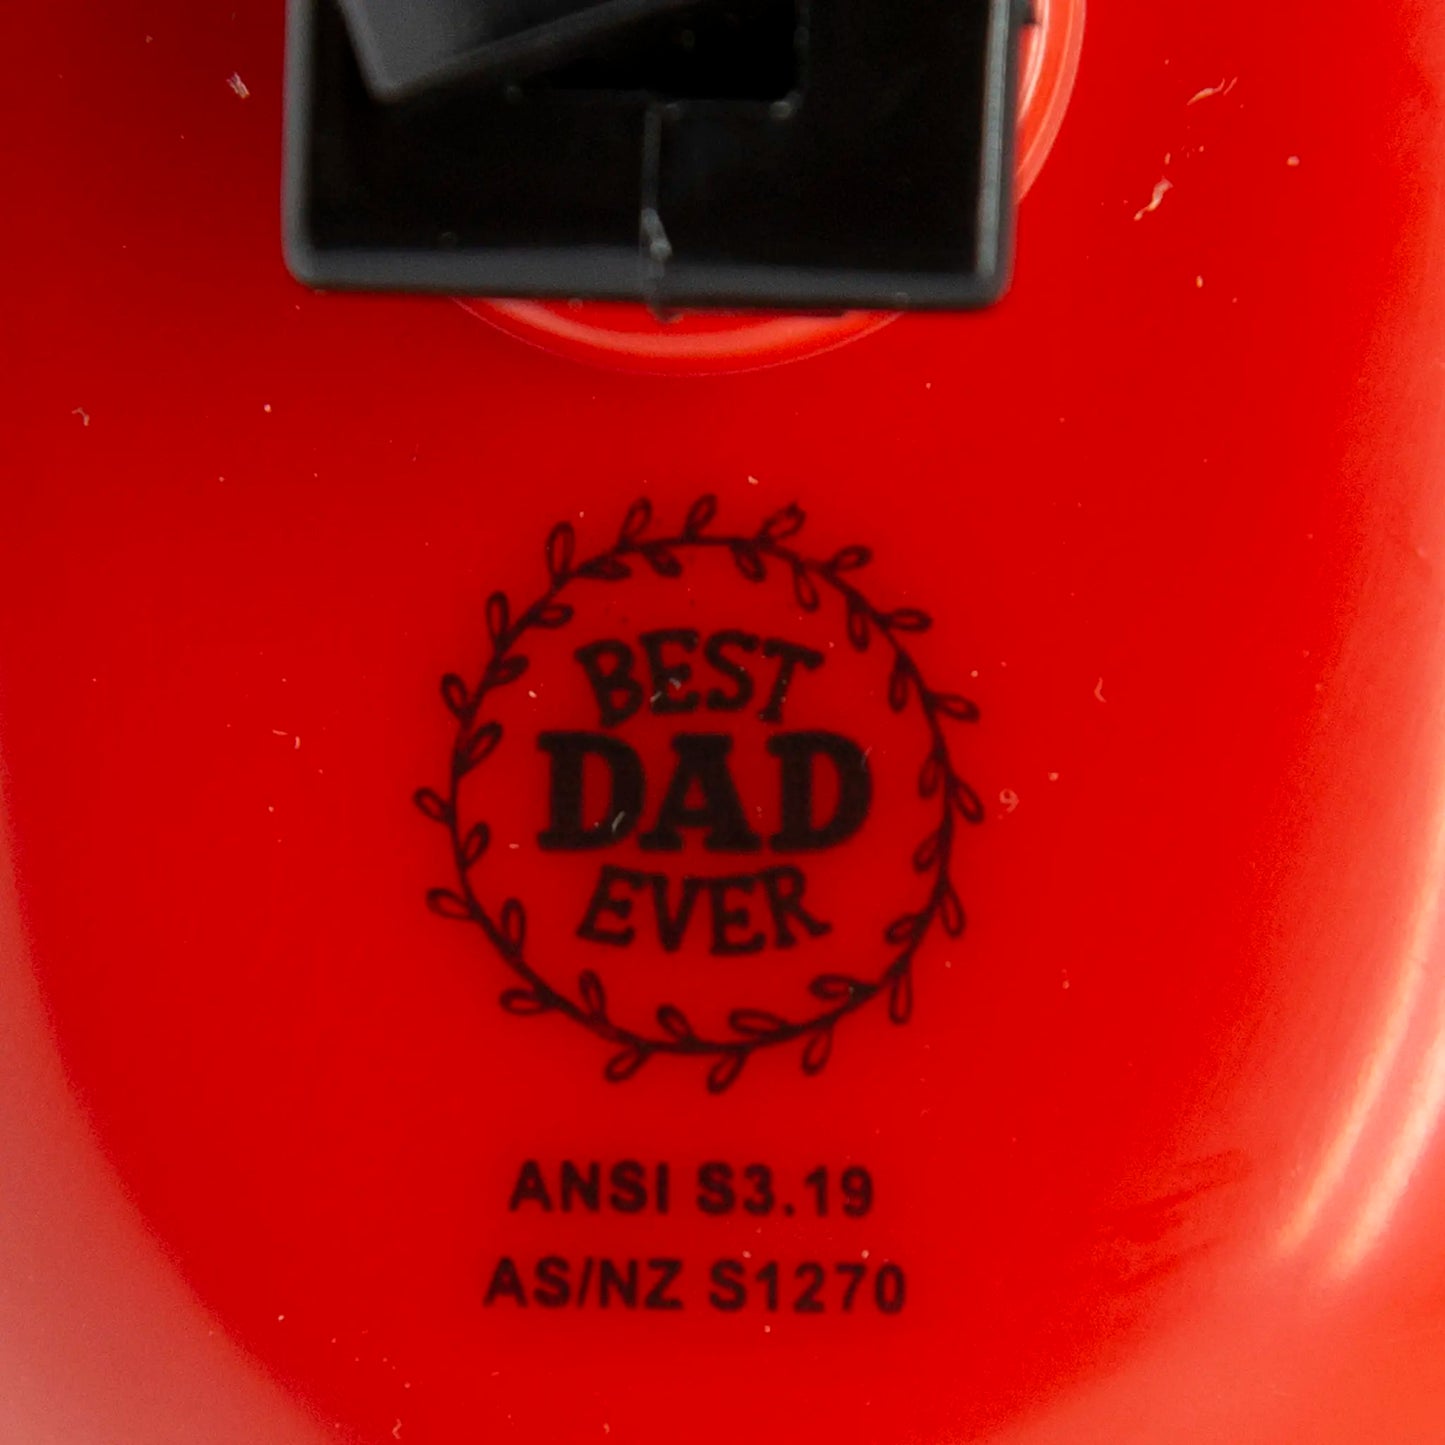 BEST
DAD
EVER
ANSI S3.19
AS/NZ S1270